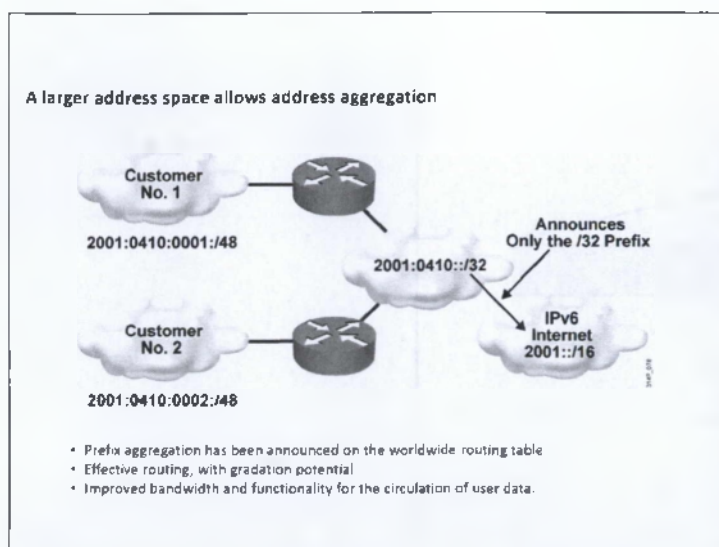 A larger address space allows address aggregation
Customer
No. 1
2001:0410:0001:/48
2001:0410::/32
Announces
Only the /32 Prefix
Customer
No. 2
2001:0410:0002:/48
IPv6
Internet
2001::/16
• Prefix aggregation has been announced on the worldwide routing table
• Effective routing, with gradation potential
• Improved bandwidth and functionality for the circulation of user data.